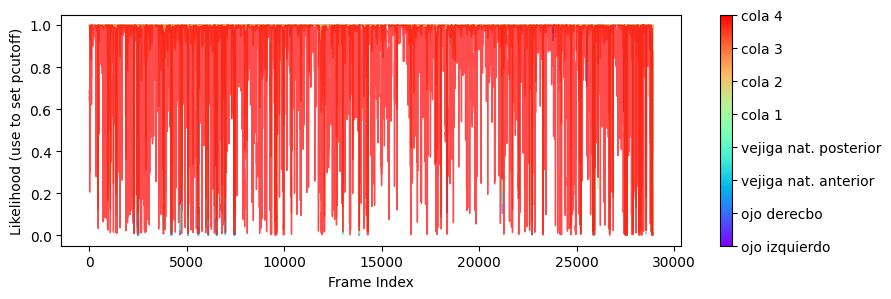 Likelihood (use to set pcutoff)
1.0
0.8
0.6
0.4
0.2
0.0
0
5000
10000
15000
20000
25000
30000
Frame Index
cola 4
cola 3
cola 2
cola 1
vejiga nat. posterior
vejiga nat. anterior
ojo derecbo
ojo izquierdo